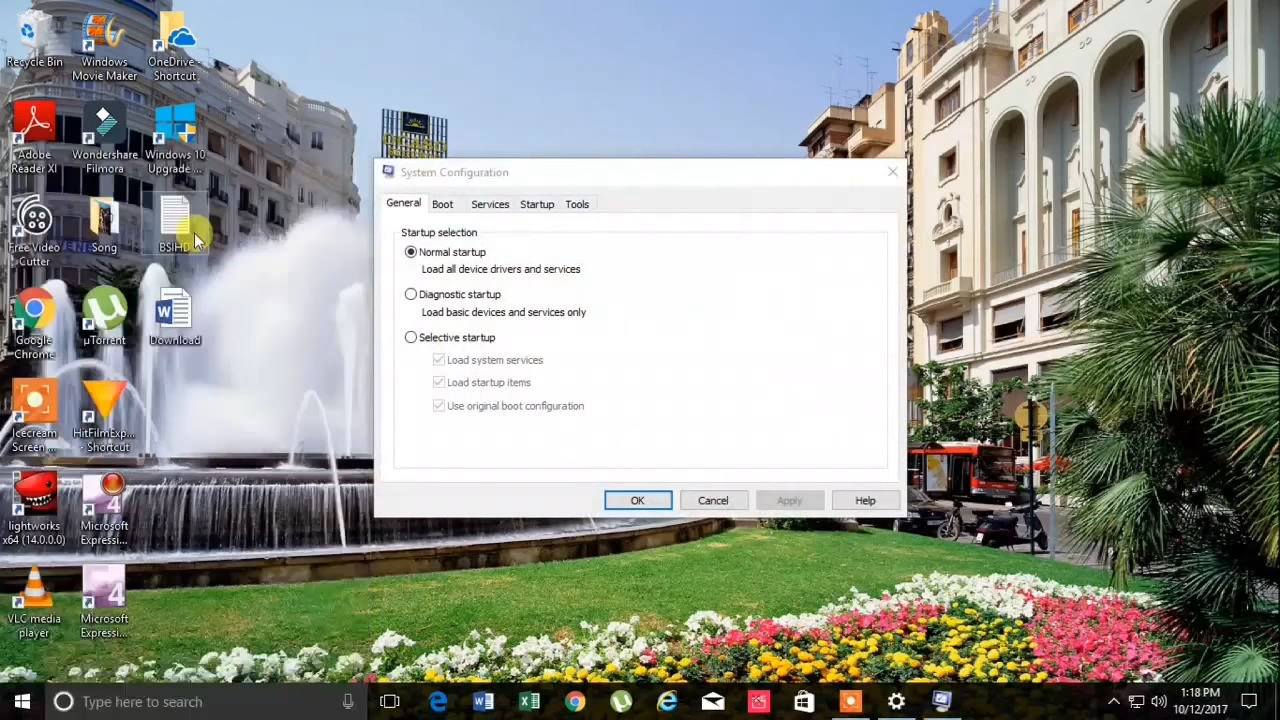 Recycle Bin
Windows
Movie Maker
OneDrive -
Shortcut
Adobe
Reader XI
Wondershare
Filmora
Windows 10
Upgrade ...
Free Video
Cutter
Song
BSIHD
Google
Chrome
µTorrent
Download
Icecream
Screen ...
HitFilmExp...
- Shortcut
lightworks
x64 (14.0.0.0)
Microsoft
Expressi...
VLC media
player
Microsoft
Expressi...
System Configuration
General
Boot
Services
Startup
Tools
Startup selection
Normal startup
Load all device drivers and services
Diagnostic startup
Load basic devices and services only
Selective startup
Load system services
Load startup items
Use original boot configuration
OK
Cancel
Apply
Help
Type here to search
1:18 PM
10/12/2017